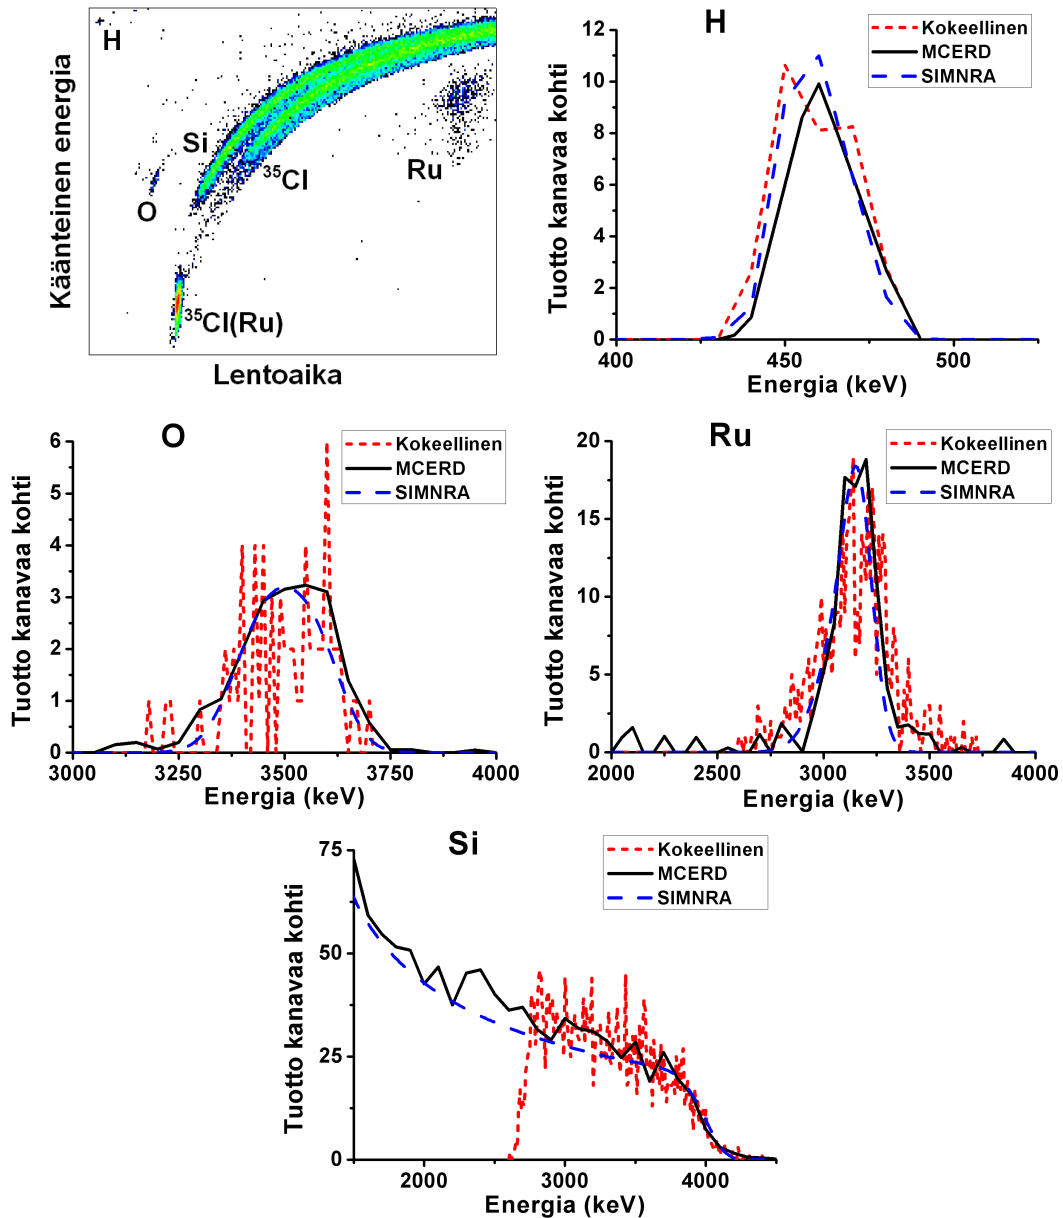 H
Si
35Cl
Ru
O
35Cl(Ru)
Käänteinen energia
Lentoaika
H
Kokeellinen
MCERD
SIMNRA
Tuotto kanavaa kohti
12
10
8
6
4
2
0
400 450 500
Energia (keV)
O
Kokeellinen
MCERD
SIMNRA
Tuotto kanavaa kohti
6
5
4
3
2
1
0
3000 3250 3500 3750 4000
Energia (keV)
Ru
Kokeellinen
MCERD
SIMNRA
Tuotto kanavaa kohti
20
15
10
5
0
2000 2500 3000 3500 4000
Energia (keV)
Si
Kokeellinen
MCERD
SIMNRA
Tuotto kanavaa kohti
75
50
25
0
2000 3000 4000
Energia (keV)